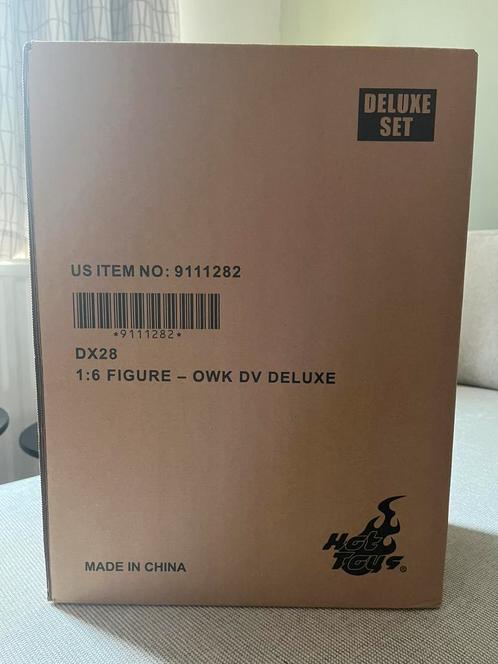 DELUXE
SET
US ITEM NO: 9111282
*9111282*
DX28
1:6 FIGURE – OWK DV DELUXE
Hot
Toys®
MADE IN CHINA